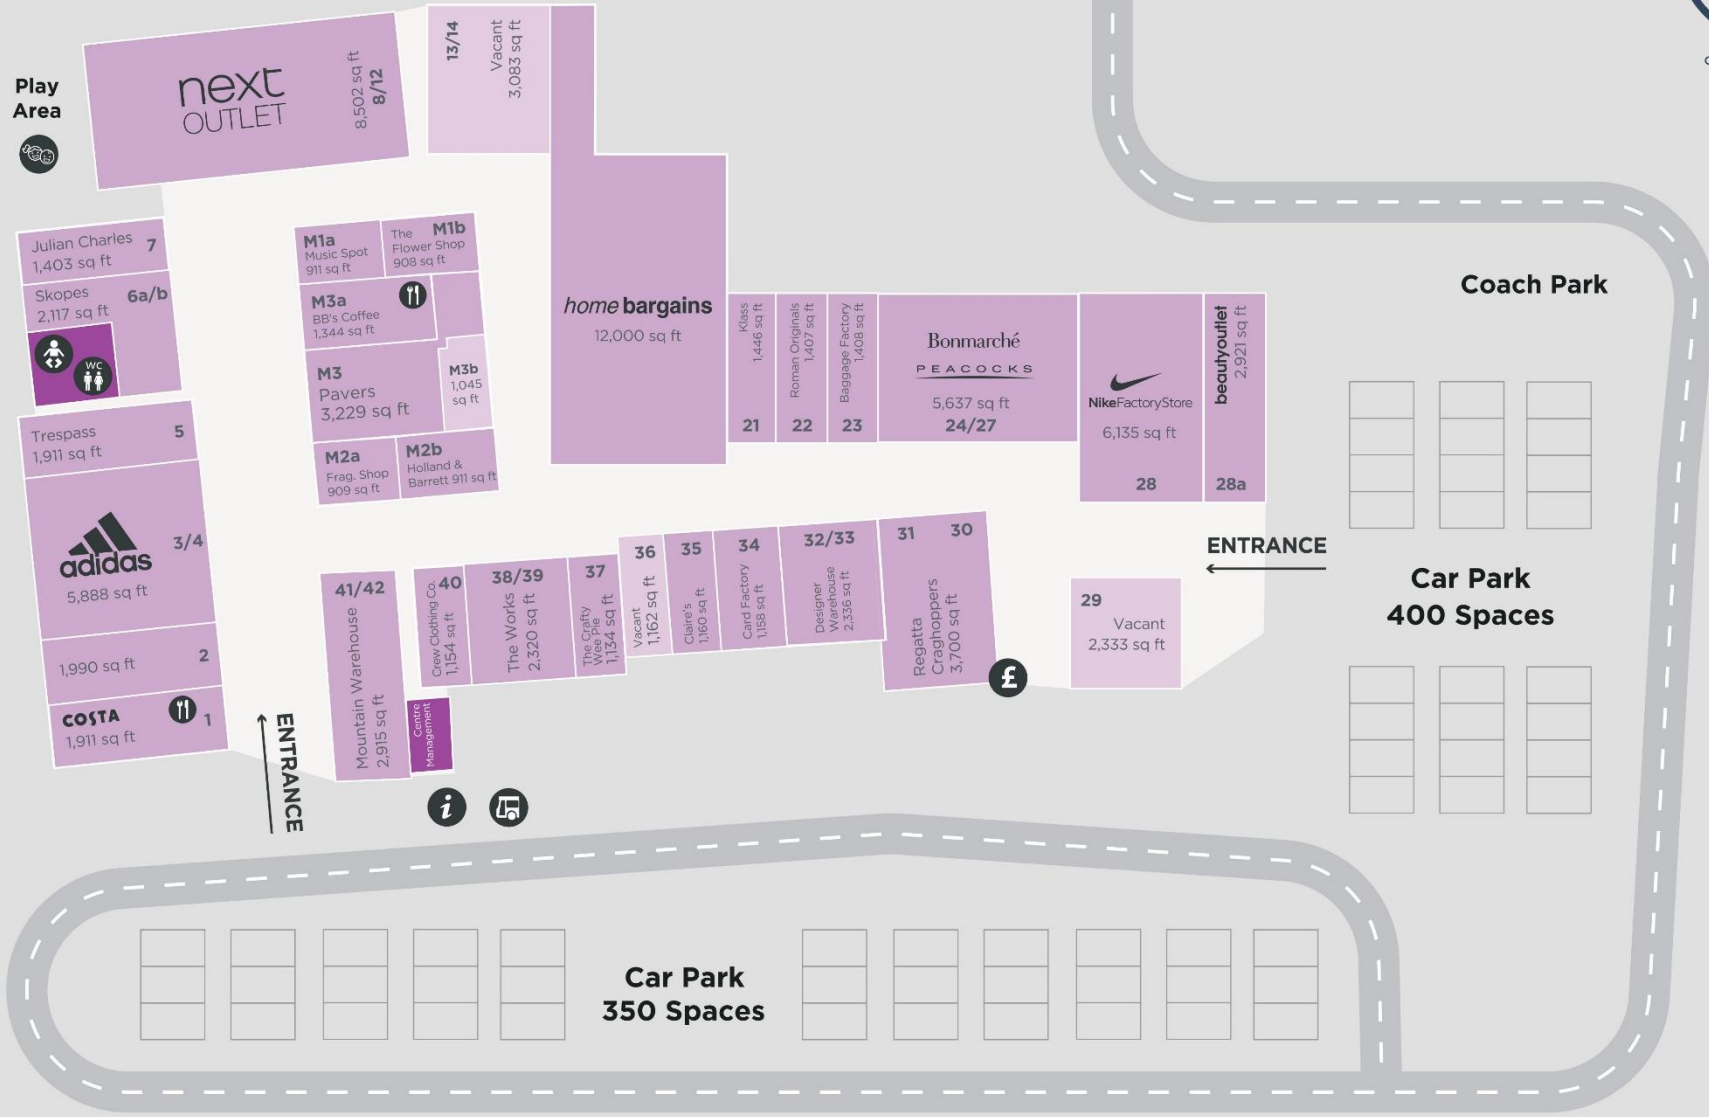 Play
Area
next
OUTLET
8,502 sq ft
8/12
13/14
Vacant
3,083 sq ft
Julian Charles
1,403 sq ft
7
Skopes
2,117 sq ft
6a/b
WC
M1a
Music Spot
911 sq ft
The
M1b
Flower Shop
908 sq ft
M3a
BB's Coffee
1,344 sq ft
M3
Pavers
3,229 sq ft
M3b
1,045
sq ft
M2a
Frag. Shop
909 sq ft
M2b
Holland &
Barrett 911 sq ft
home bargains
12,000 sq ft
Klass
1,446 sq ft
21
Roman Originals
1,407 sq ft
22
Baggage Factory
1,408 sq ft
23
Bonmarché
PEACOCKS
5,637 sq ft
24/27
NikeFactoryStore
6,135 sq ft
28
beautyoutlet
2,921 sq ft
28a
Coach Park
Trespass
1,911 sq ft
5
adidas
5,888 sq ft
3/4
1,990 sq ft
2
COSTA
1,911 sq ft
1
ENTRANCE
41/42
Mountain Warehouse
2,915 sq ft
Centre
Management
40
Crew Clothing Co.
1,154 sq ft
38/39
The Works
2,320 sq ft
37
The Crafty
Wee Pie
1,134 sq ft
36
Vacant
1,162 sq ft
35
Claire's
1,160 sq ft
34
Card Factory
1,158 sq ft
32/33
Designer
Warehouse
2,336 sq ft
31
30
Regatta
Craghoppers
3,700 sq ft
£
29
Vacant
2,333 sq ft
ENTRANCE
Car Park
400 Spaces
i
Car Park
350 Spaces